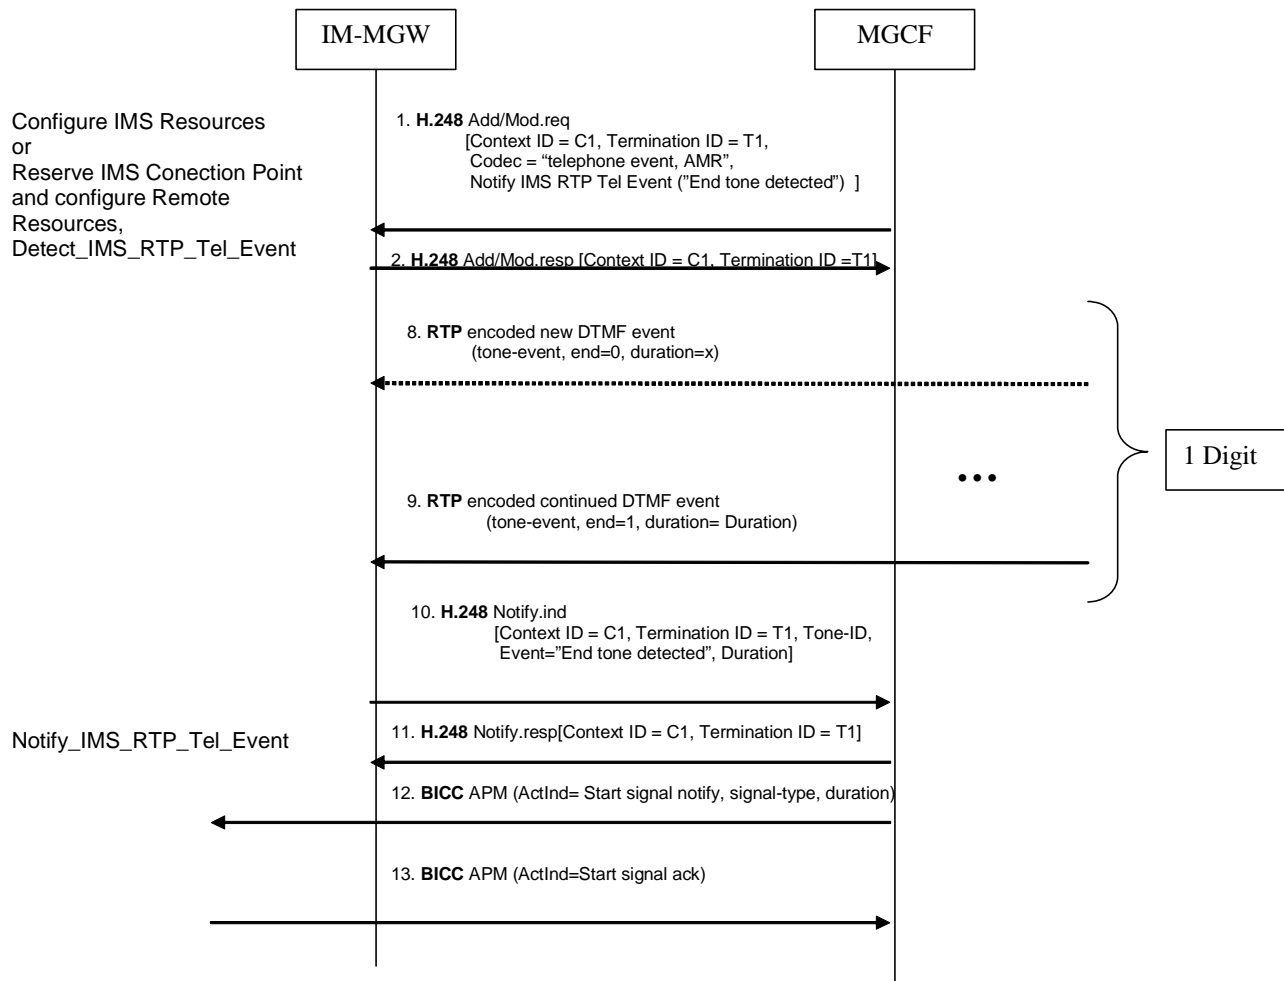 IM-MGW
MGCF
Configure IMS Resources
or
Reserve IMS Conection Point
and configure Remote
Resources,
Detect_IMS_RTP_Tel_Event
1. H.248 Add/Mod.req
[Context ID = C1, Termination ID = T1,
Codec = “telephone event, AMR”,
Notify IMS RTP Tel Event (”End tone detected”) ]
2. H.248 Add/Mod.resp [Context ID = C1, Termination ID =T1]
8. RTP encoded new DTMF event
(tone-event, end=0, duration=x)
1 Digit
...
9. RTP encoded continued DTMF event
(tone-event, end=1, duration= Duration)
10. H.248 Notify.ind
[Context ID = C1, Termination ID = T1, Tone-ID,
Event=”End tone detected”, Duration]
Notify_IMS_RTP_Tel_Event
11. H.248 Notify.resp[Context ID = C1, Termination ID = T1]
12. BICC APM (ActInd= Start signal notify, signal-type, duration)
13. BICC APM (ActInd=Start signal ack)